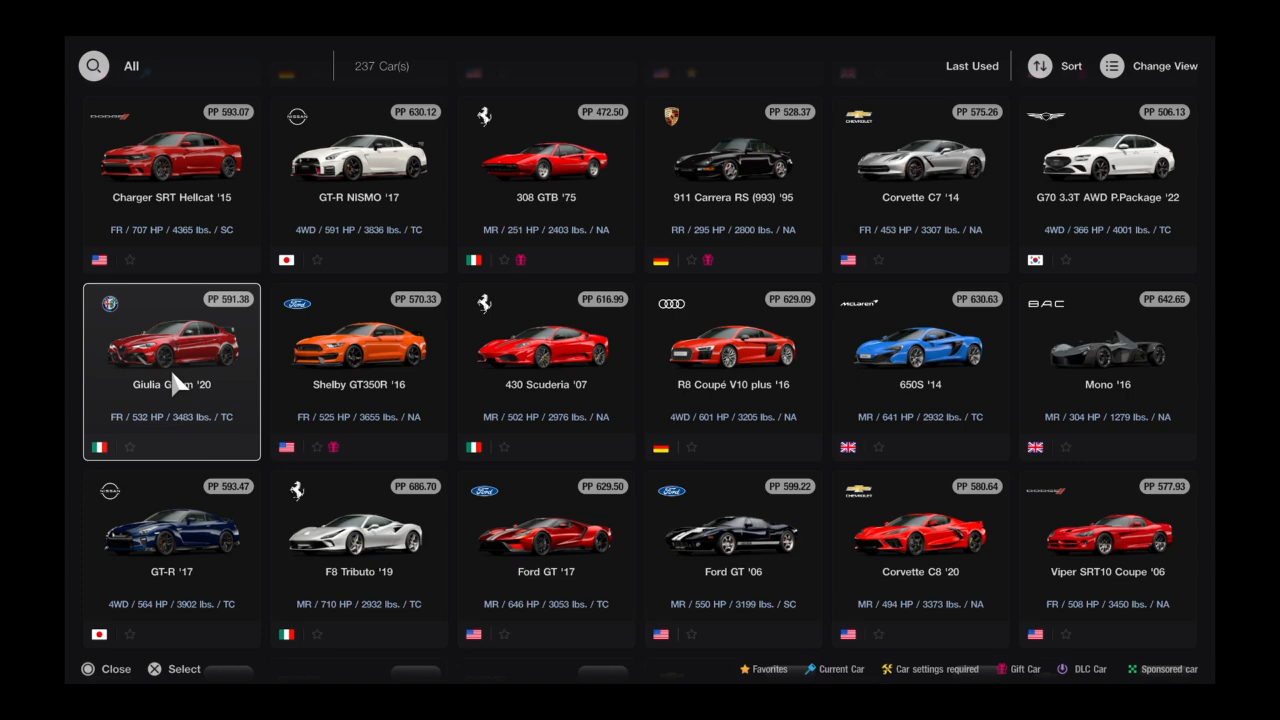 All
237 Car(s)
Last Used
Sort
Change View
DODGE
PP 593.07
Charger SRT Hellcat '15
FR / 707 HP / 4365 lbs. / SC
NISSAN
PP 630.12
GT-R NISMO '17
4WD / 591 HP / 3836 lbs. / TC
PP 472.50
308 GTB '75
MR / 251 HP / 2403 lbs. / NA
PP 528.37
911 Carrera RS (993) '95
RR / 295 HP / 2800 lbs. / NA
CHEVROLET
PP 575.26
Corvette C7 '14
FR / 453 HP / 3307 lbs. / NA
PP 506.13
G70 3.3T AWD P.Package '22
4WD / 366 HP / 4001 lbs. / TC
PP 591.38
Giulia '20
FR / 532 HP / 3483 lbs. / TC
Ford
PP 570.33
Shelby GT350R '16
FR / 525 HP / 3655 lbs. / NA
PP 616.99
430 Scuderia '07
MR / 502 HP / 2976 lbs. / NA
PP 629.09
R8 Coupé V10 plus '16
4WD / 601 HP / 3205 lbs. / NA
McLaren
PP 630.63
650S '14
MR / 641 HP / 2932 lbs. / TC
BAC
PP 642.65
Mono '16
MR / 304 HP / 1279 lbs. / NA
NISSAN
PP 593.47
GT-R '17
4WD / 564 HP / 3902 lbs. / TC
PP 686.70
F8 Tributo '19
MR / 710 HP / 2932 lbs. / TC
Ford
PP 629.50
Ford GT '17
MR / 646 HP / 3053 lbs. / TC
Ford
PP 599.22
Ford GT '06
MR / 550 HP / 3199 lbs. / SC
CHEVROLET
PP 580.64
Corvette C8 '20
MR / 494 HP / 3373 lbs. / NA
DODGE
PP 577.93
Viper SRT10 Coupe '06
FR / 508 HP / 3450 lbs. / NA
Close
Select
Favorites
Current Car
Car settings required
Gift Car
DLC Car
Sponsored car